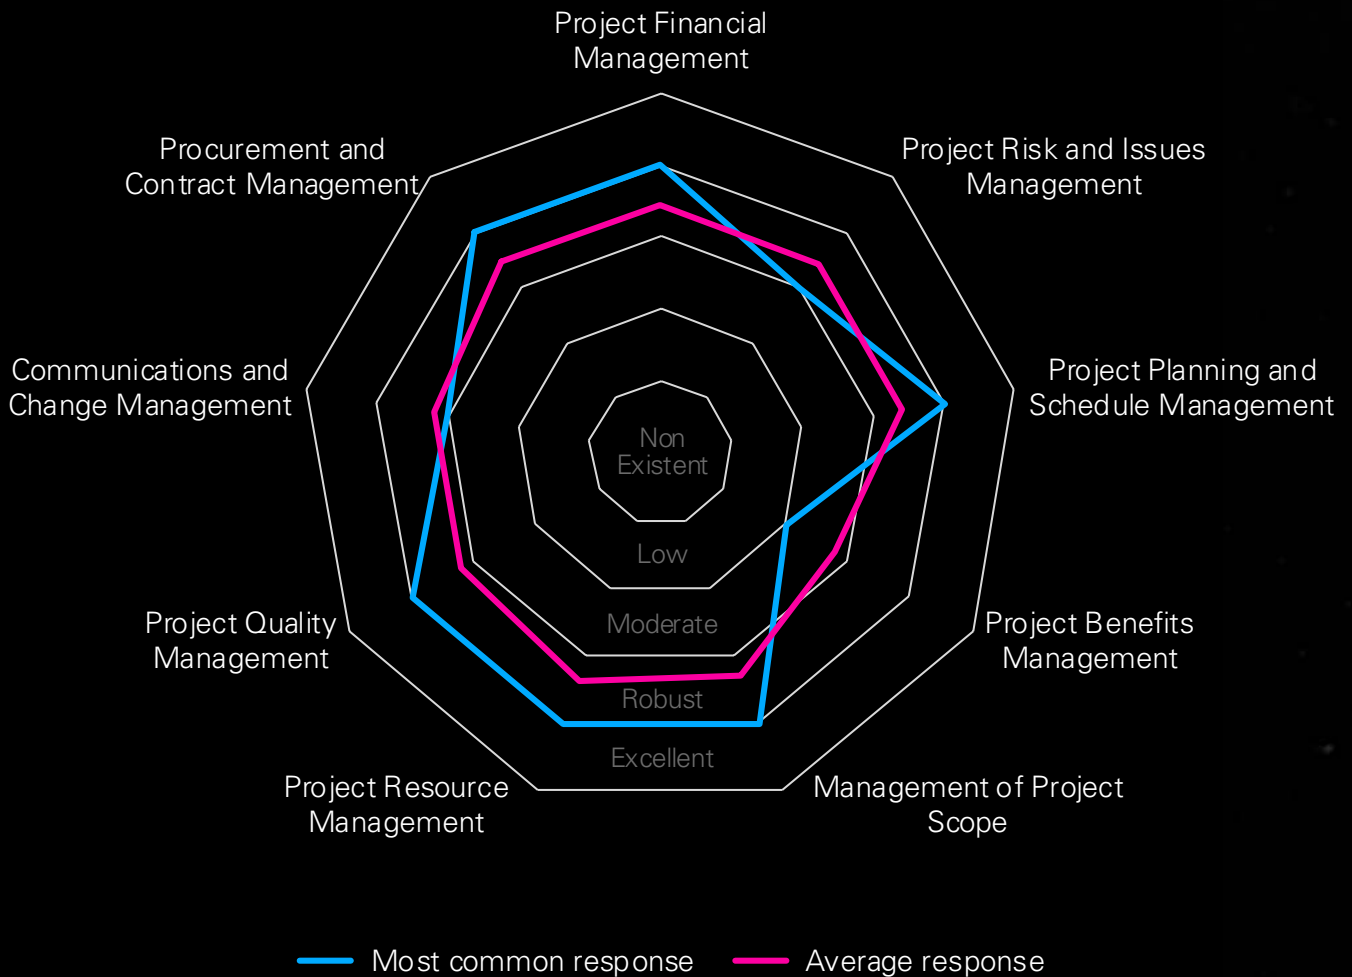 Project Financial
Management
Procurement and
Contract Management
Project Risk and Issues
Management
Communications and
Change Management
Project Planning and
Schedule Management
Non
Existent
Low
Moderate
Robust
Excellent
Project Quality
Management
Project Benefits
Management
Project Resource
Management
Management of Project
Scope
Most common response
Average response